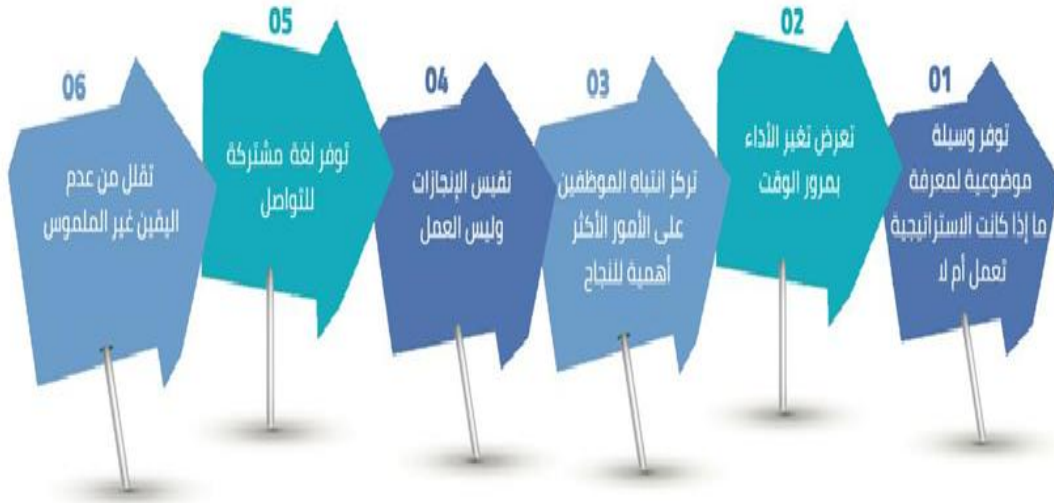 01
توفر وسيلة
موضوعية لمعرفة
ما إذا كانت الاستراتيجية
تعمل أم لا
02
تعرض تغير الأداء
بمرور الوقت
03
تركز انتباه الموظفين
على الأمور الأكثر
أهمية للنجاح
04
تقيس الإنجازات
وليس العمل
05
توفر لغة مشتركة
للتواصل
06
تقلل من عدم
اليقين غير الملموس